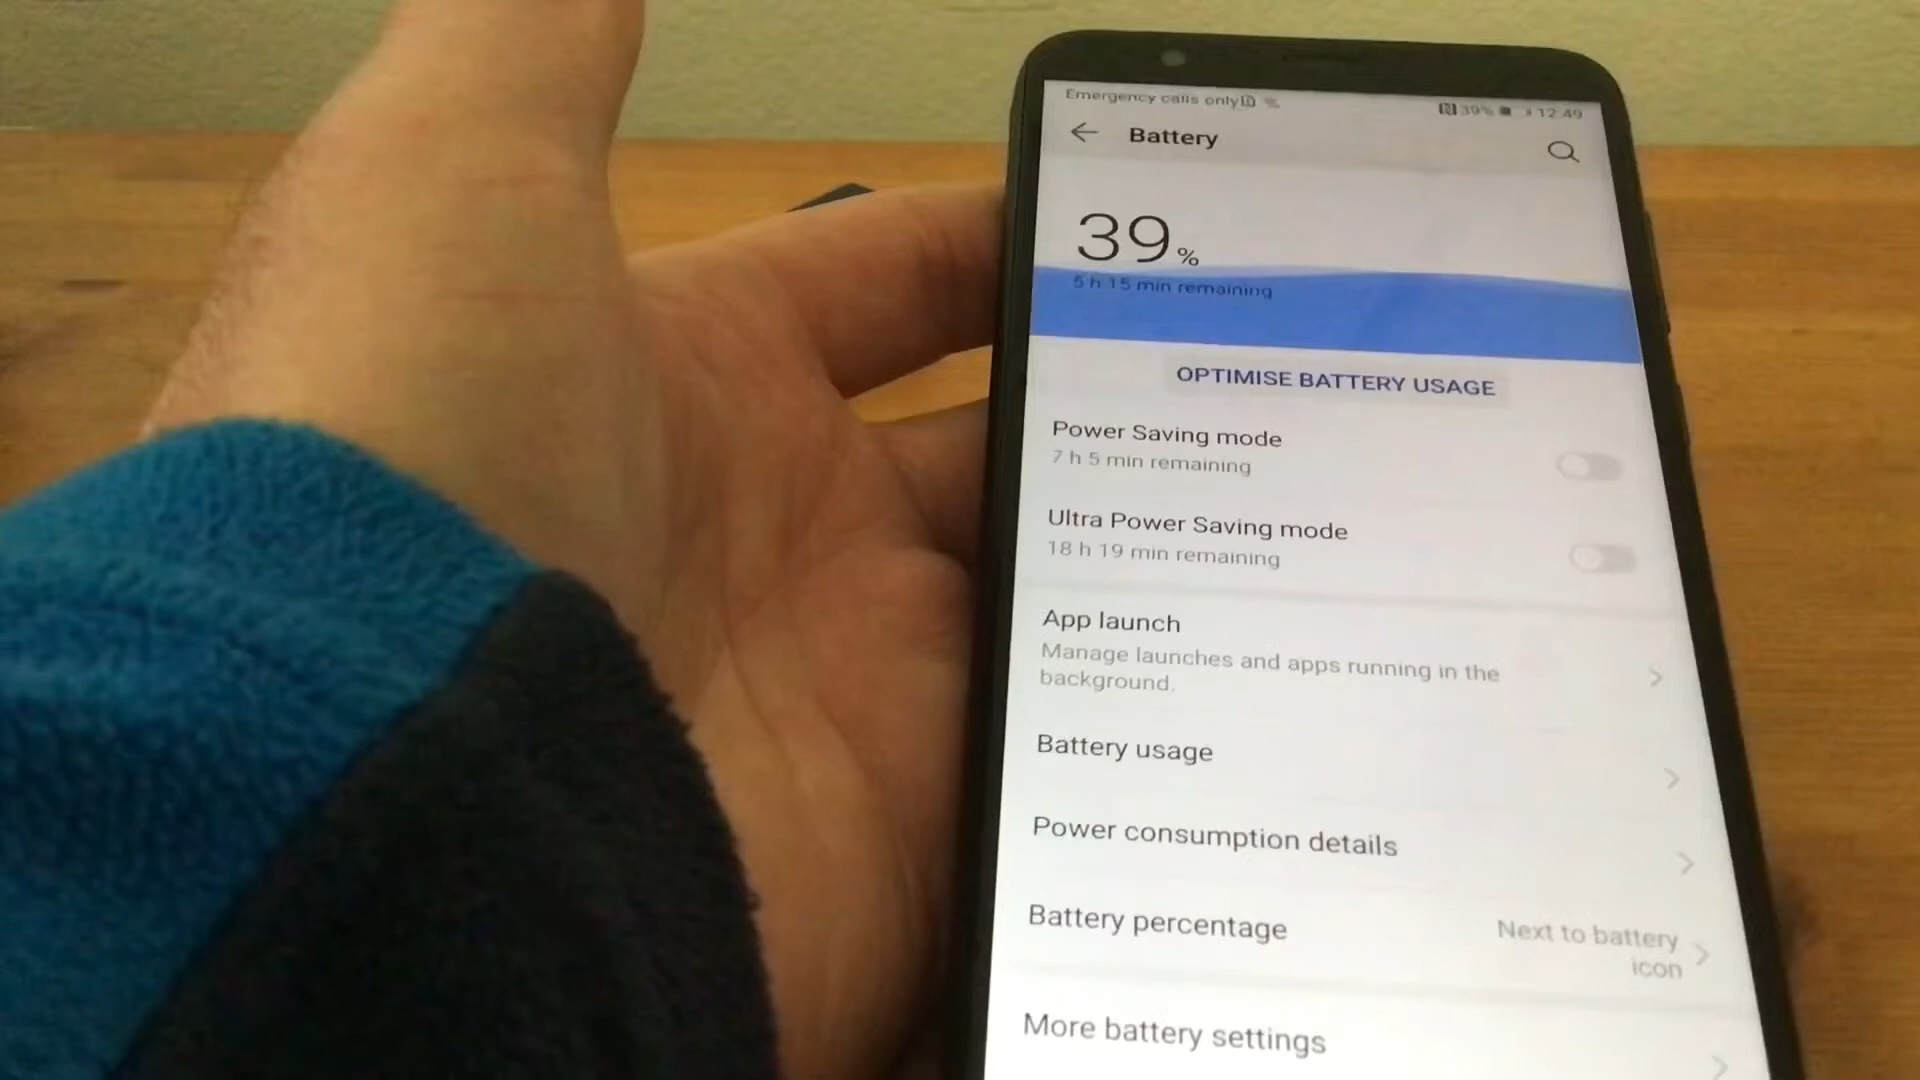 Emergency calls only
39% 12:49
Battery
39%
5 h 15 min remaining
OPTIMISE BATTERY USAGE
Power Saving mode
7 h 5 min remaining
Ultra Power Saving mode
18 h 19 min remaining
App launch
Manage launches and apps running in the
background.
Battery usage
Power consumption details
Battery percentage
Next to battery
icon
More battery settings